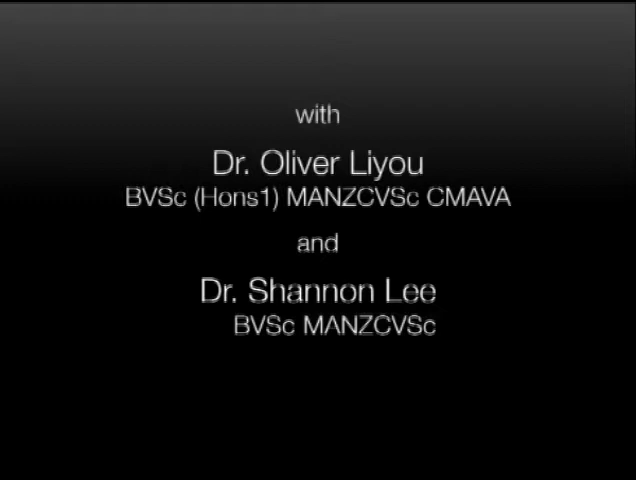 with
Dr. Oliver Liyou
BVSc (Hons1) MANZCVSc CMAVA
and
Dr. Shannon Lee
BVSc MANZCVSc